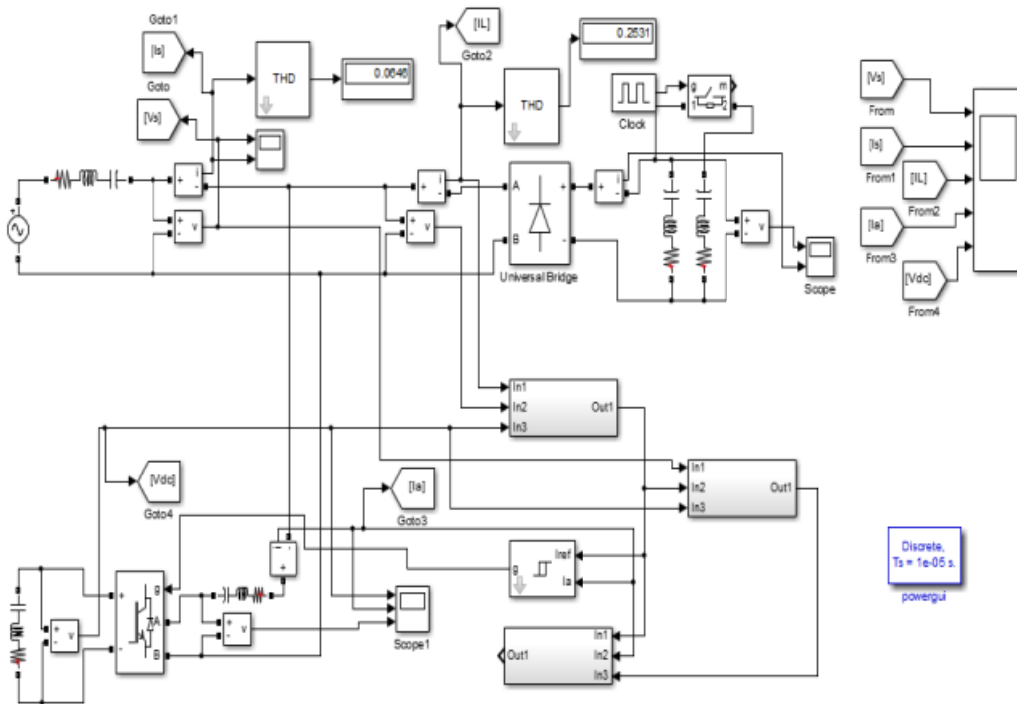 Goto1
[Is]
Goto
[Vs]
THD
0.0646
[IL]
Goto2
THD
0.2531
Clock
g m
1 2
[Vs]
From
[Is]
From1
[IL]
From2
[Ia]
From3
[Vdc]
From4
+ i
-
+ v
-
+ i
-
+ v
-
A +
B -
Universal Bridge
+ i
-
+ v
-
Scope
In1
In2
In3
Out1
In1
In2
In3
Out1
[Vdc]
Goto4
[Ia]
Goto3
Iref
g
Ia
Discrete,
Ts = 1e-05 s.
powergui
+ v
-
+ g
A
- B
+ v
-
Scope1
In1
Out1 In2
In3